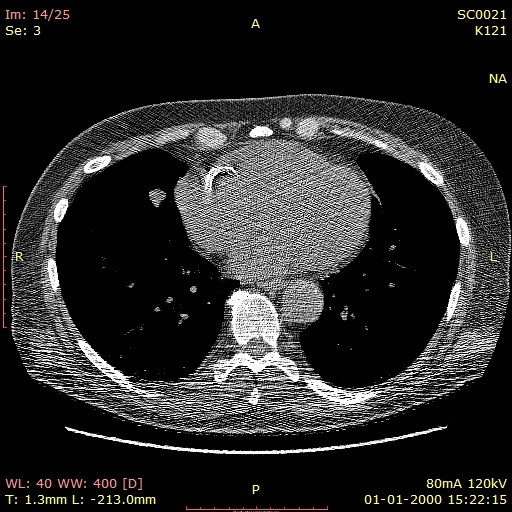 Im: 14/25
Se: 3
A
SC0021
K121
NA
R
L
WL: 40 WW: 400 [D]
T: 1.3mm L: -213.0mm
P
80mA 120kV
01-01-2000 15:22:15